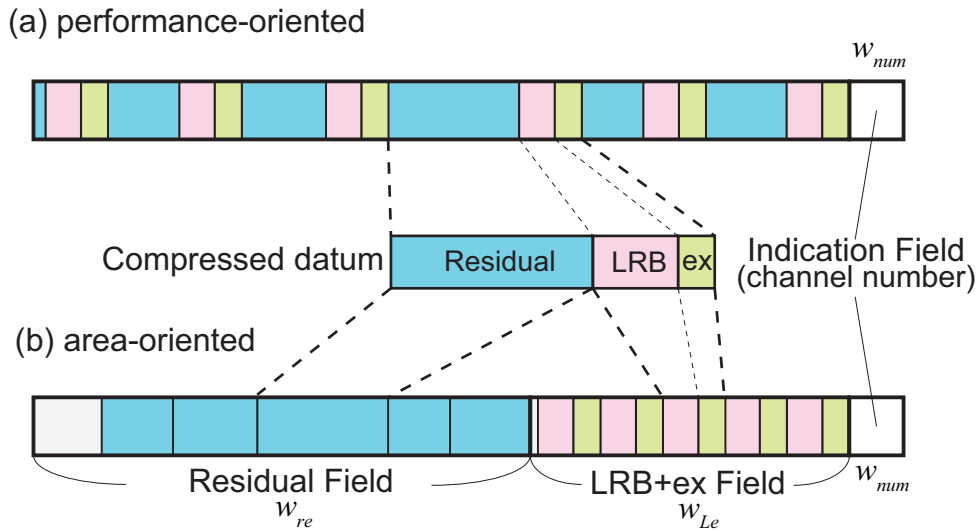 (a) performance-oriented
w_num
Compressed datum
Residual
LRB
ex
Indication Field
(channel number)
(b) area-oriented
Residual Field
w_re
LRB+ex Field
w_Le
w_num